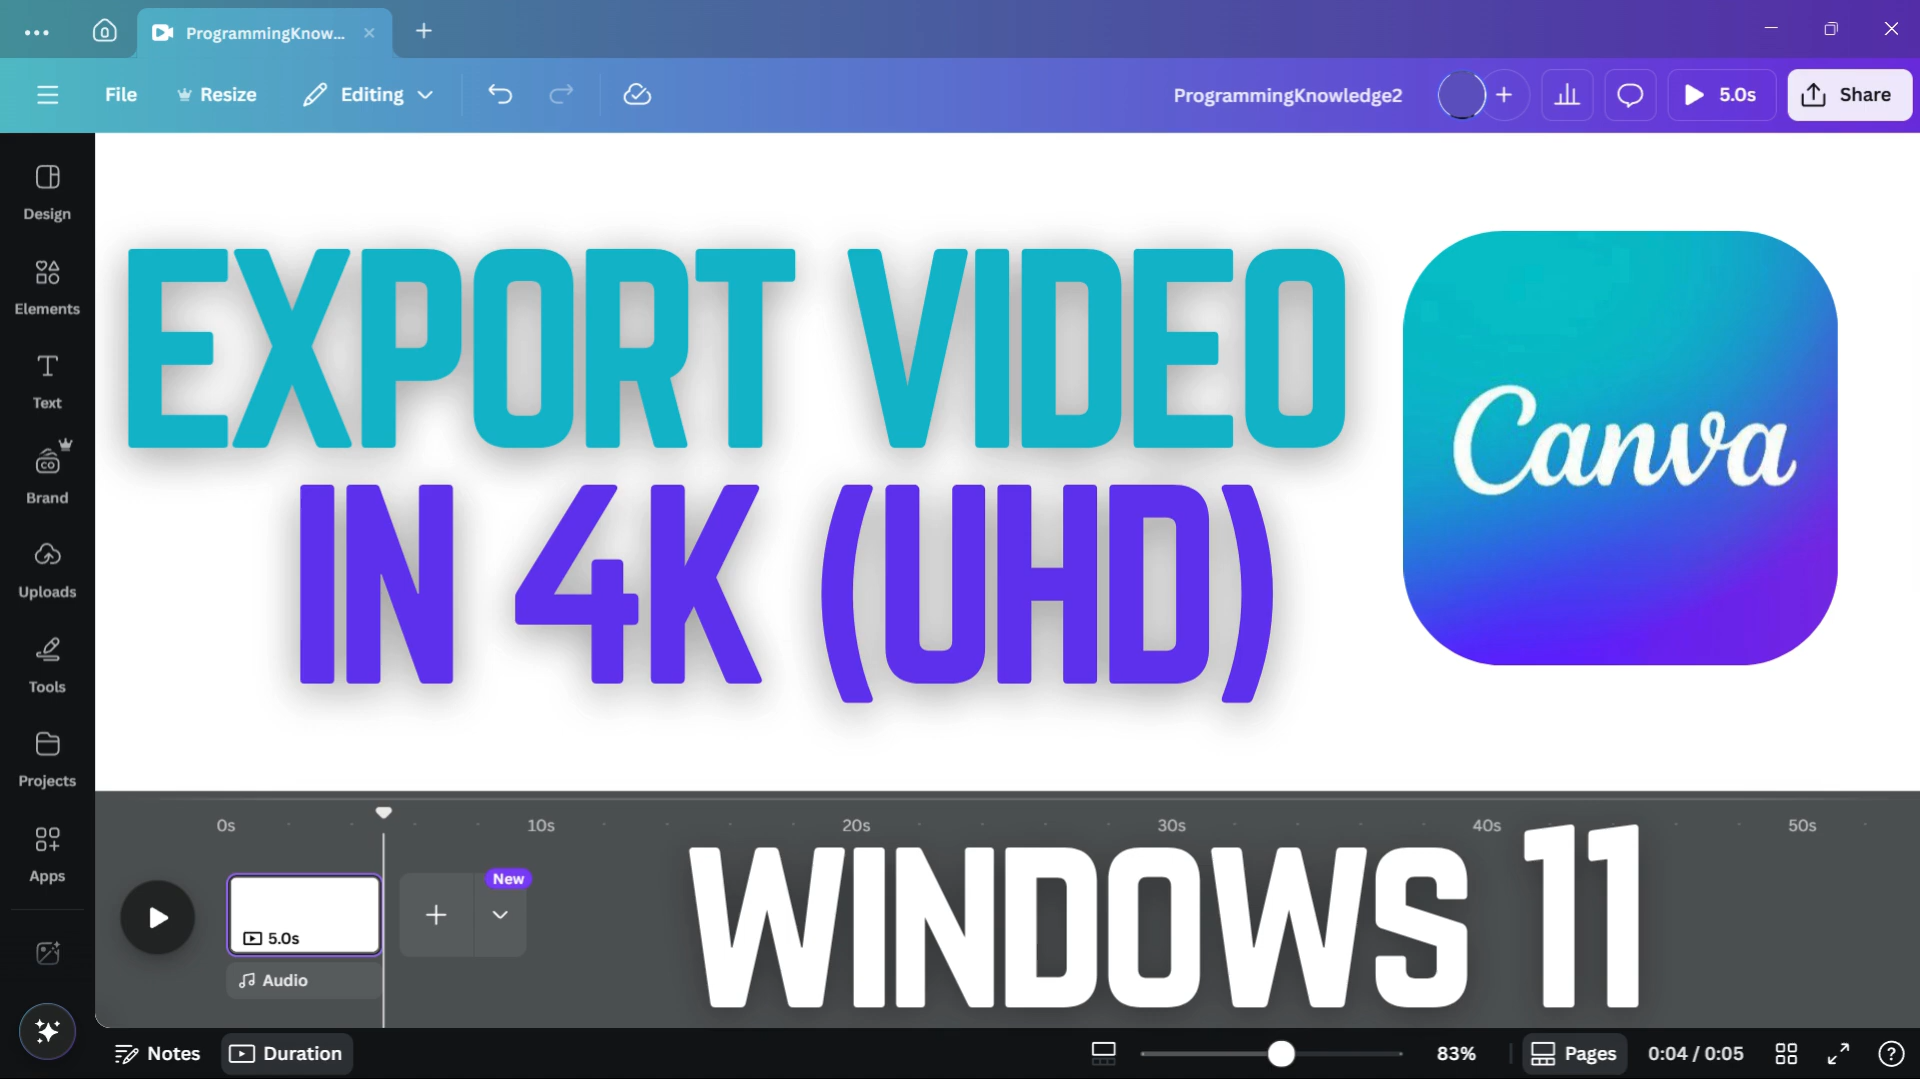 ProgrammingKnow...
File
Resize
Editing
ProgrammingKnowledge2
5.0s
Share
Design
Elements
Text
Brand
Uploads
Tools
Projects
Apps
EXPORT VIDEO
IN 4K (UHD)
Canva
0s
10s
20s
30s
40s
50s
New
5.0s
Audio
WINDOWS 11
Notes
Duration
83%
Pages
0:04 / 0:05